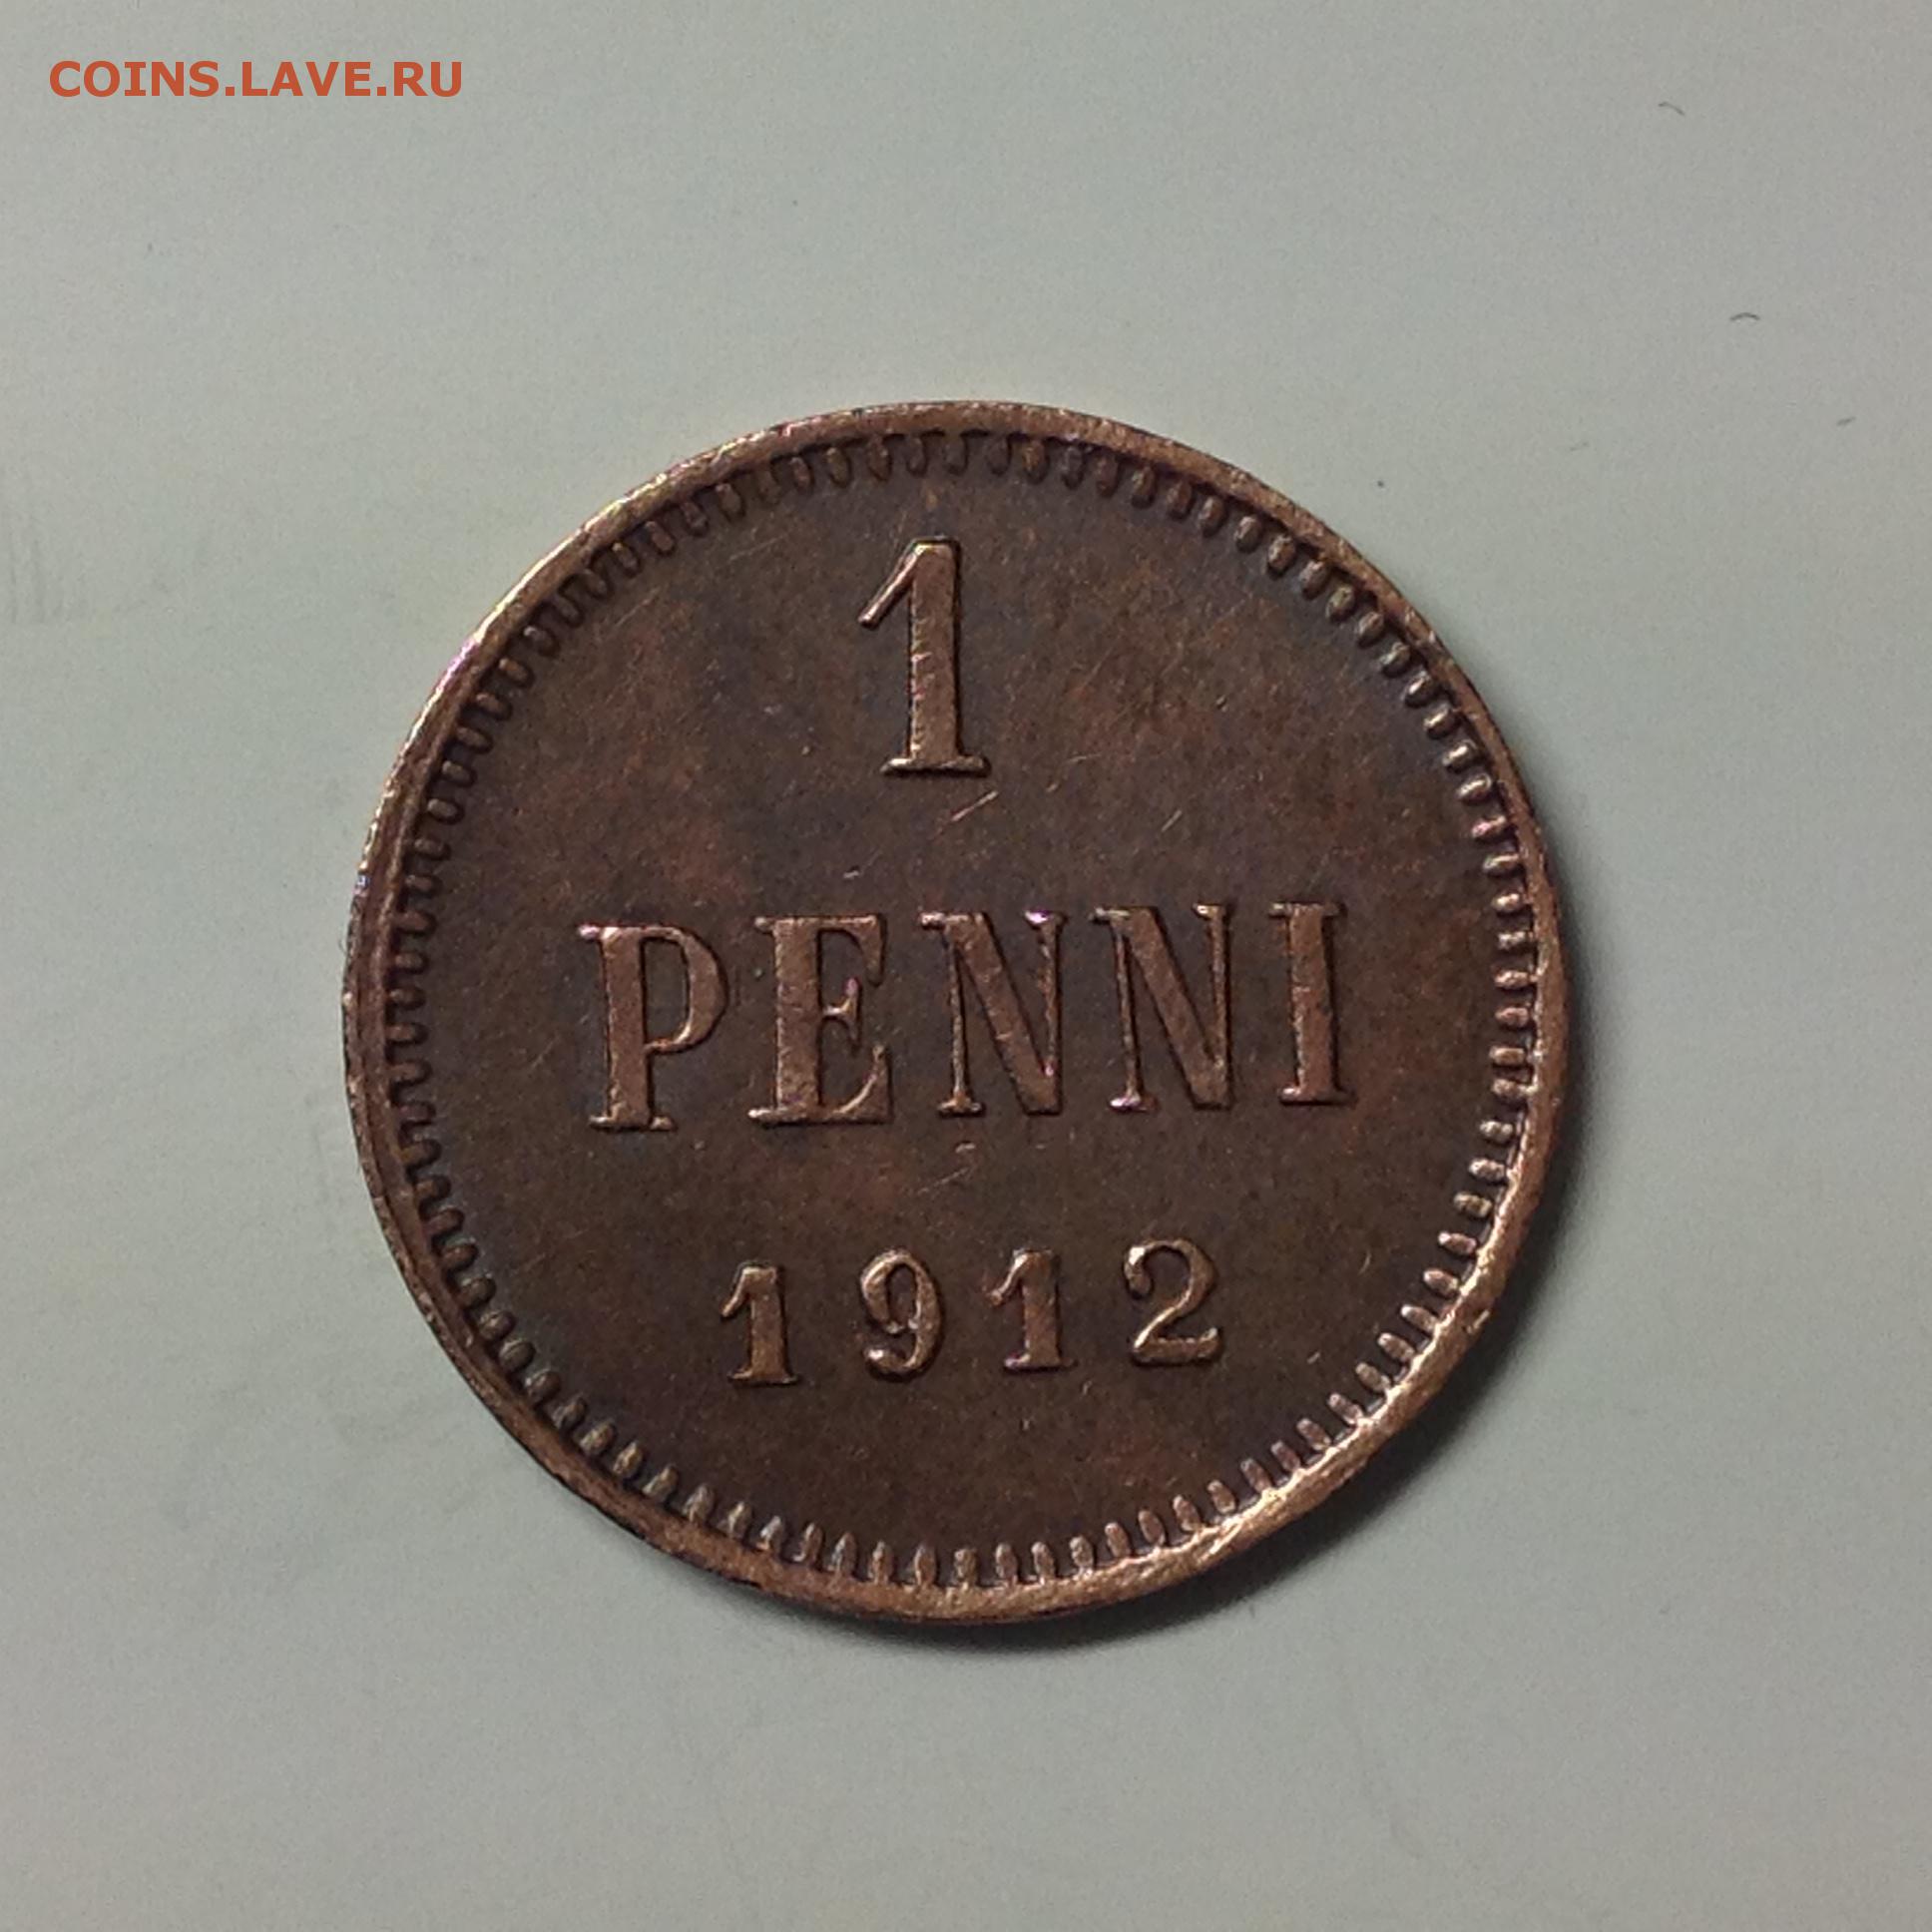 COINS.LAVE.RU
1
PENNI
1912